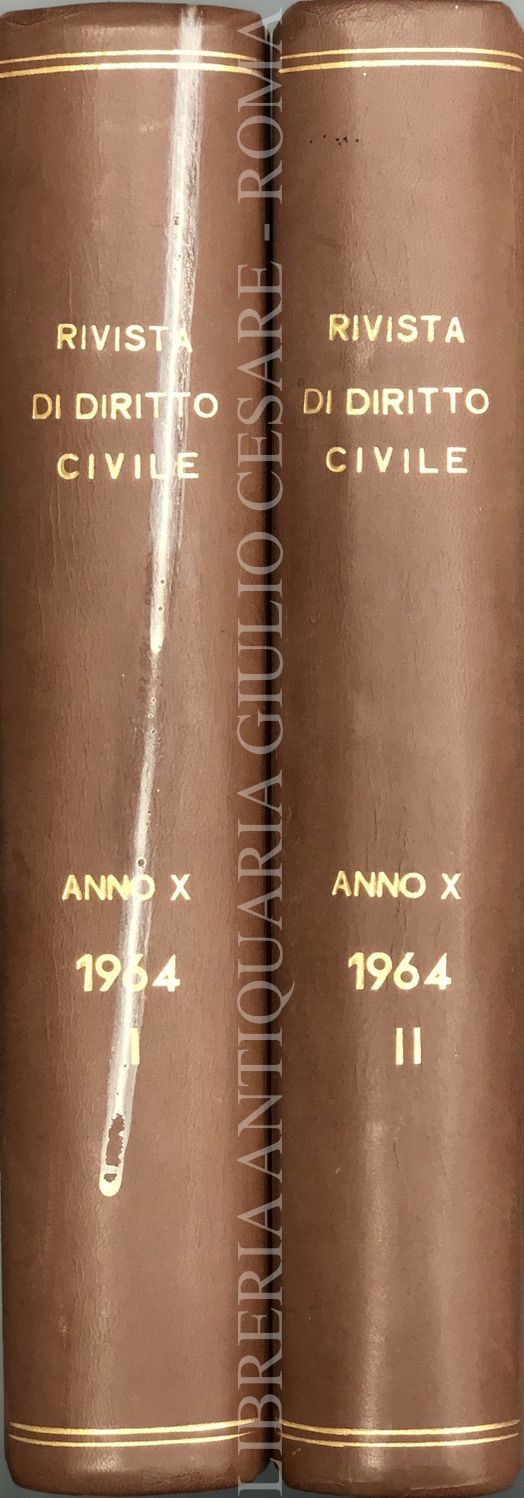 RIVISTA
DI DIRITTO
CIVILE
ANNO X
1964
I
RIVISTA
DI DIRITTO
CIVILE
ANNO X
1964
II
LIBRERIA ANTIQUARIA GIULIO CESARE - ROMA